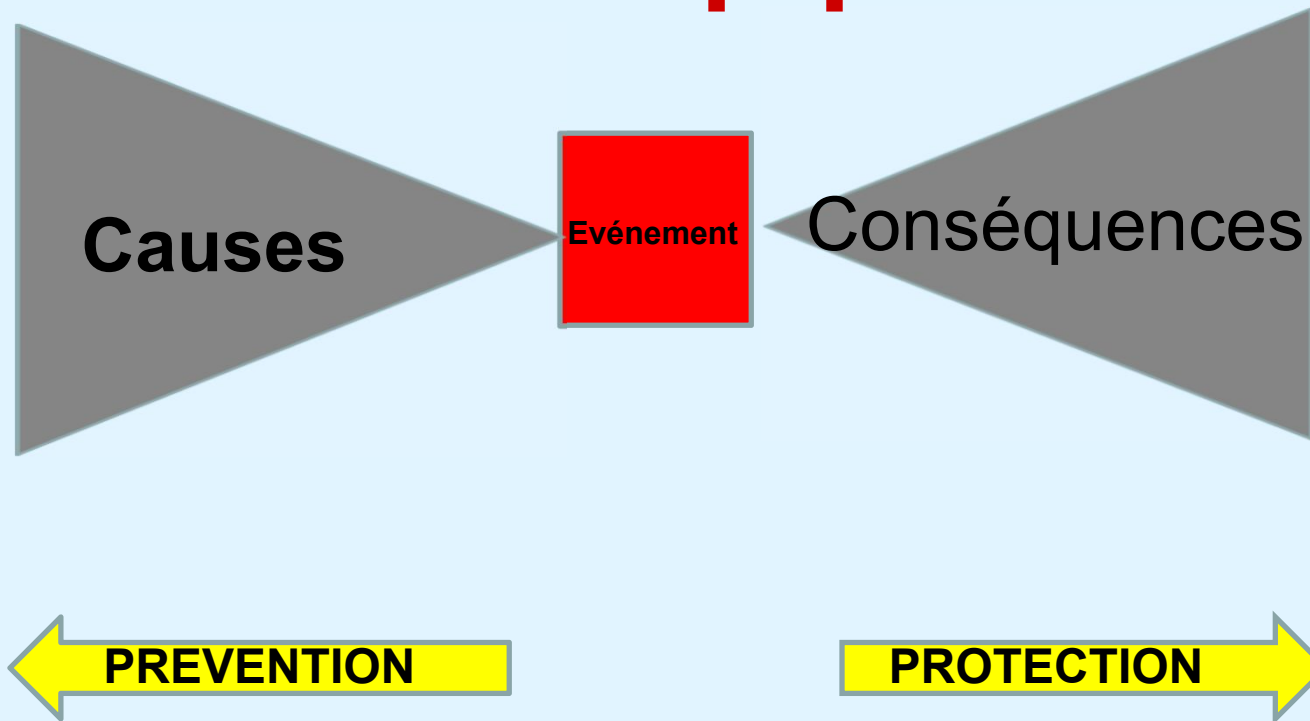 Causes
Evénement
Conséquences
PREVENTION
PROTECTION